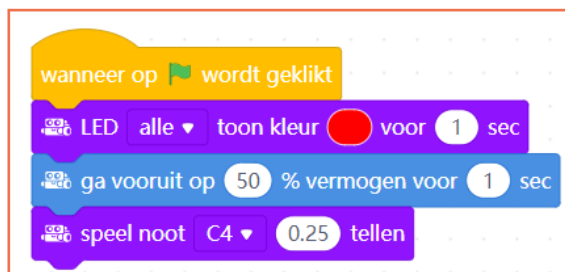 wanneer op wordt geklikt
LED alle toon kleur voor 1 sec
ga vooruit op 50 % vermogen voor 1 sec
speel noot C4 0.25 tellen